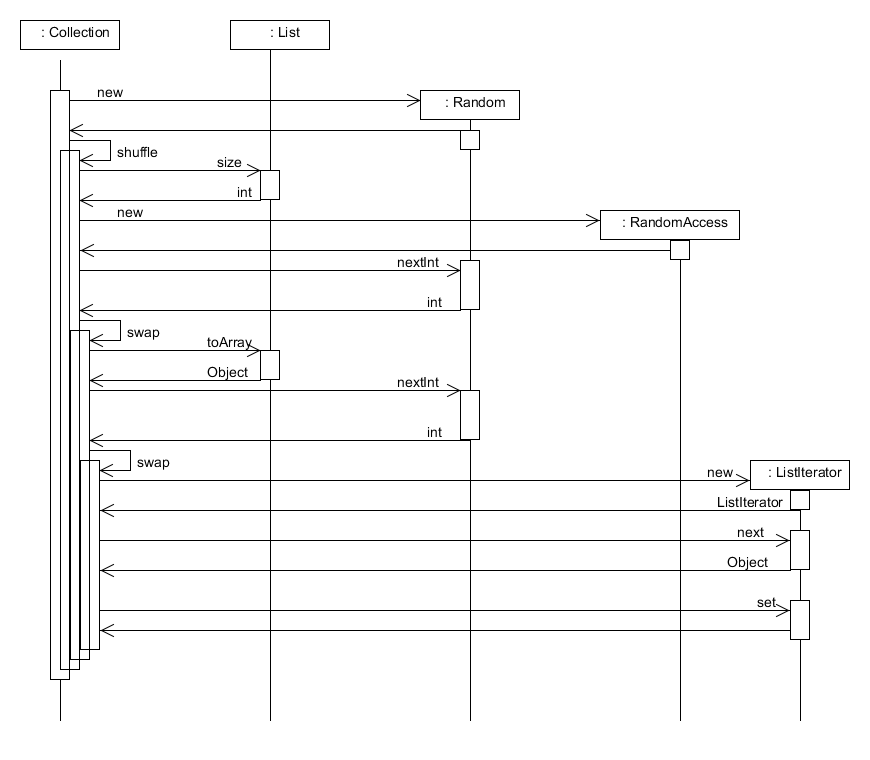 : Collection
: List
new
: Random
shuffle
size
int
new
: RandomAccess
nextInt
int
swap
toArray
Object
nextInt
int
swap
new
: ListIterator
ListIterator
next
Object
set